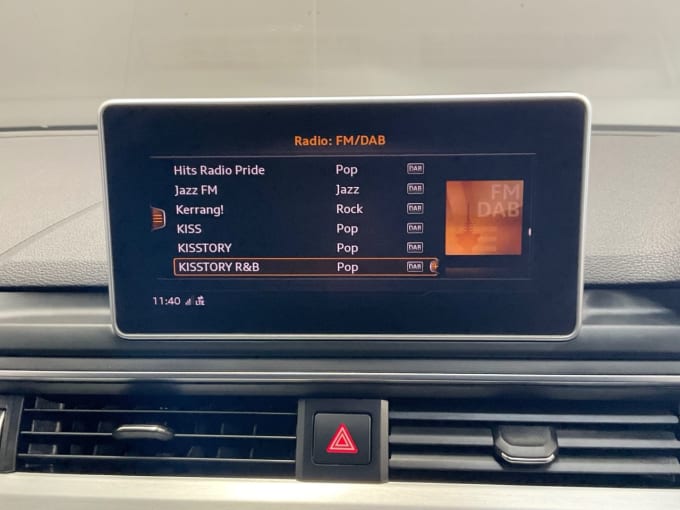 Radio: FM/DAB
Hits Radio Pride Pop DAB
Jazz FM Jazz DAB
Kerrang! Rock DAB
KISS Pop DAB
KISSTORY Pop DAB
KISSTORY R&B Pop DAB
FM
DAB
11:40 LTE